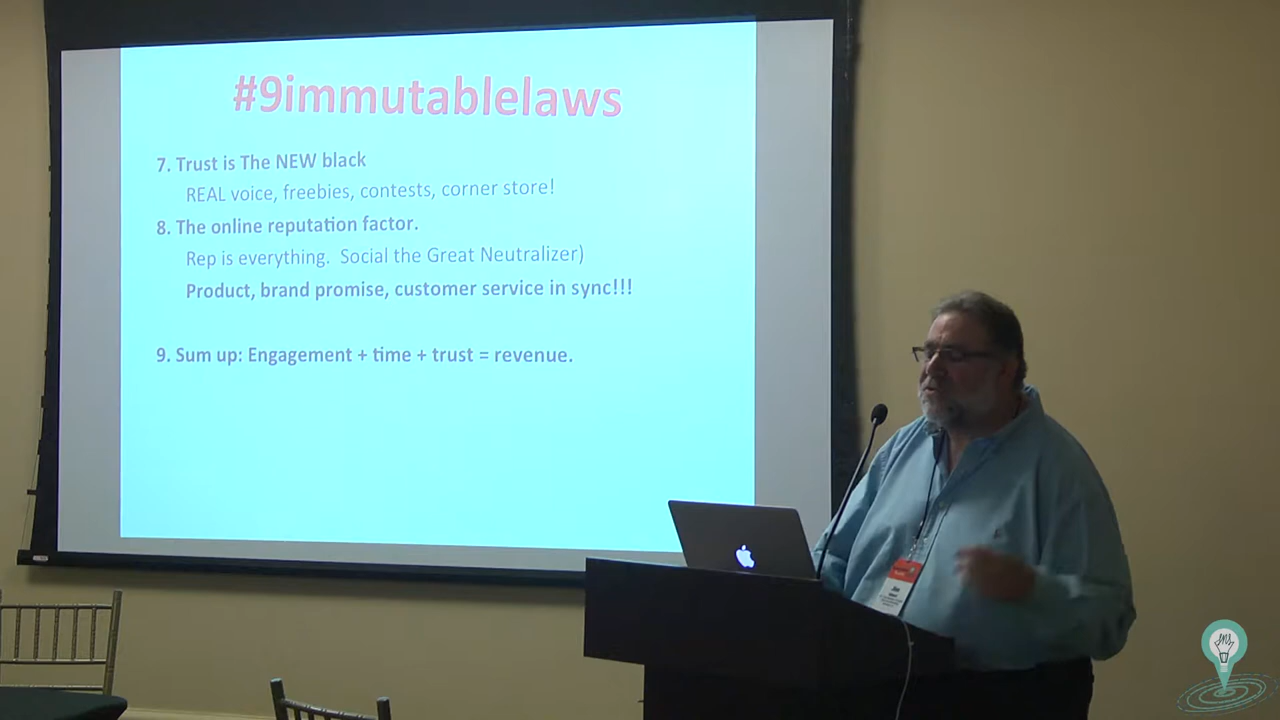 #9immutablelaws
7. Trust is The NEW black
REAL voice, freebies, contests, corner store!
8. The online reputation factor.
Rep is everything.  Social the Great Neutralizer)
Product, brand promise, customer service in sync!!!
9. Sum up: Engagement + time + trust = revenue.